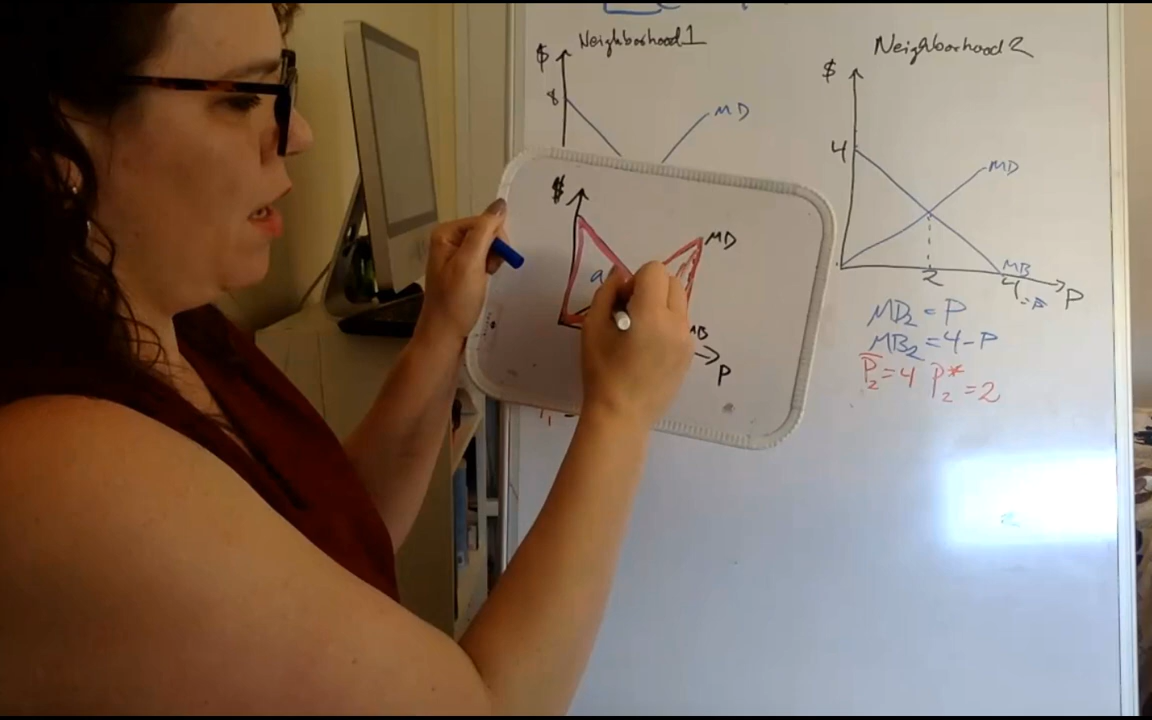 Neighborhood 1
$
8
MD
$
MD
a
P
Neighborhood 2
$
4
MD
MB
2
4
P
MD₂ = P
MB₂ = 4 - P
P̅₂ = 4 P₂* = 2